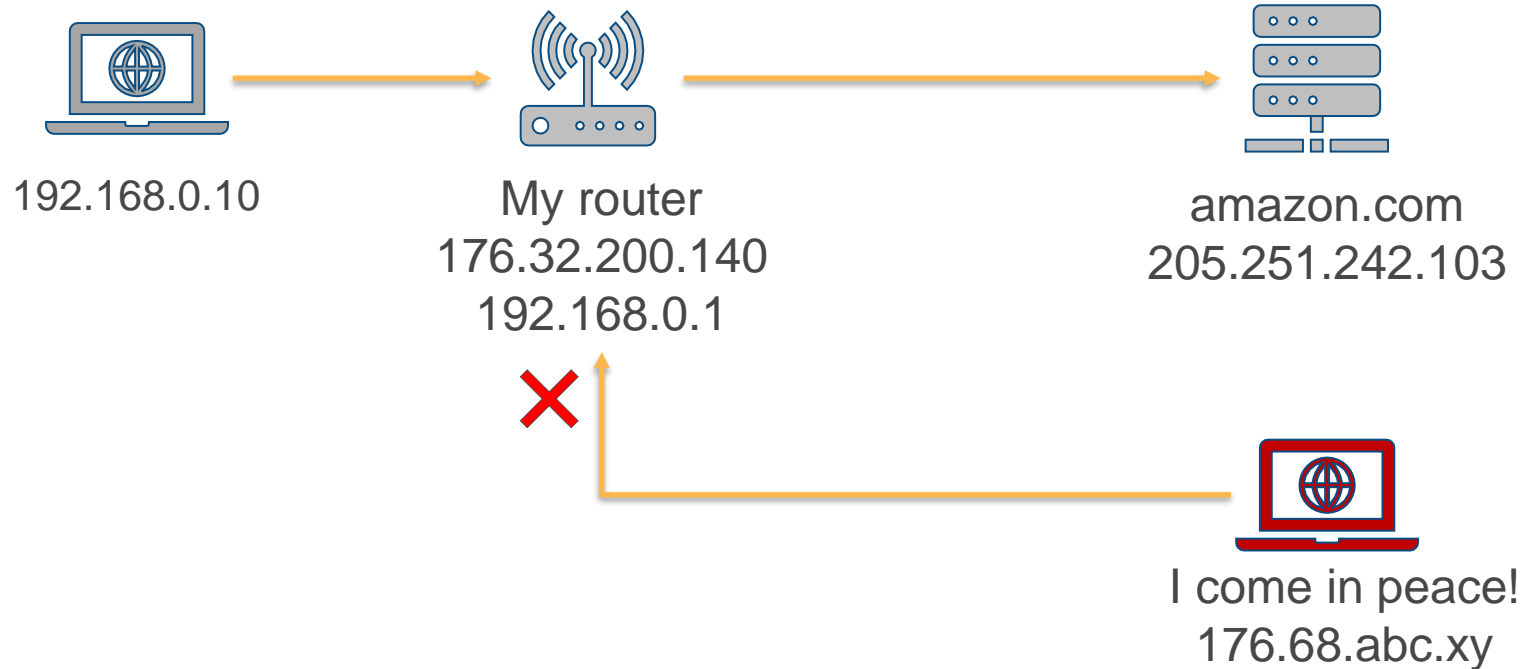 192.168.0.10
My router
176.32.200.140
192.168.0.1
amazon.com
205.251.242.103
I come in peace!
176.68.abc.xy